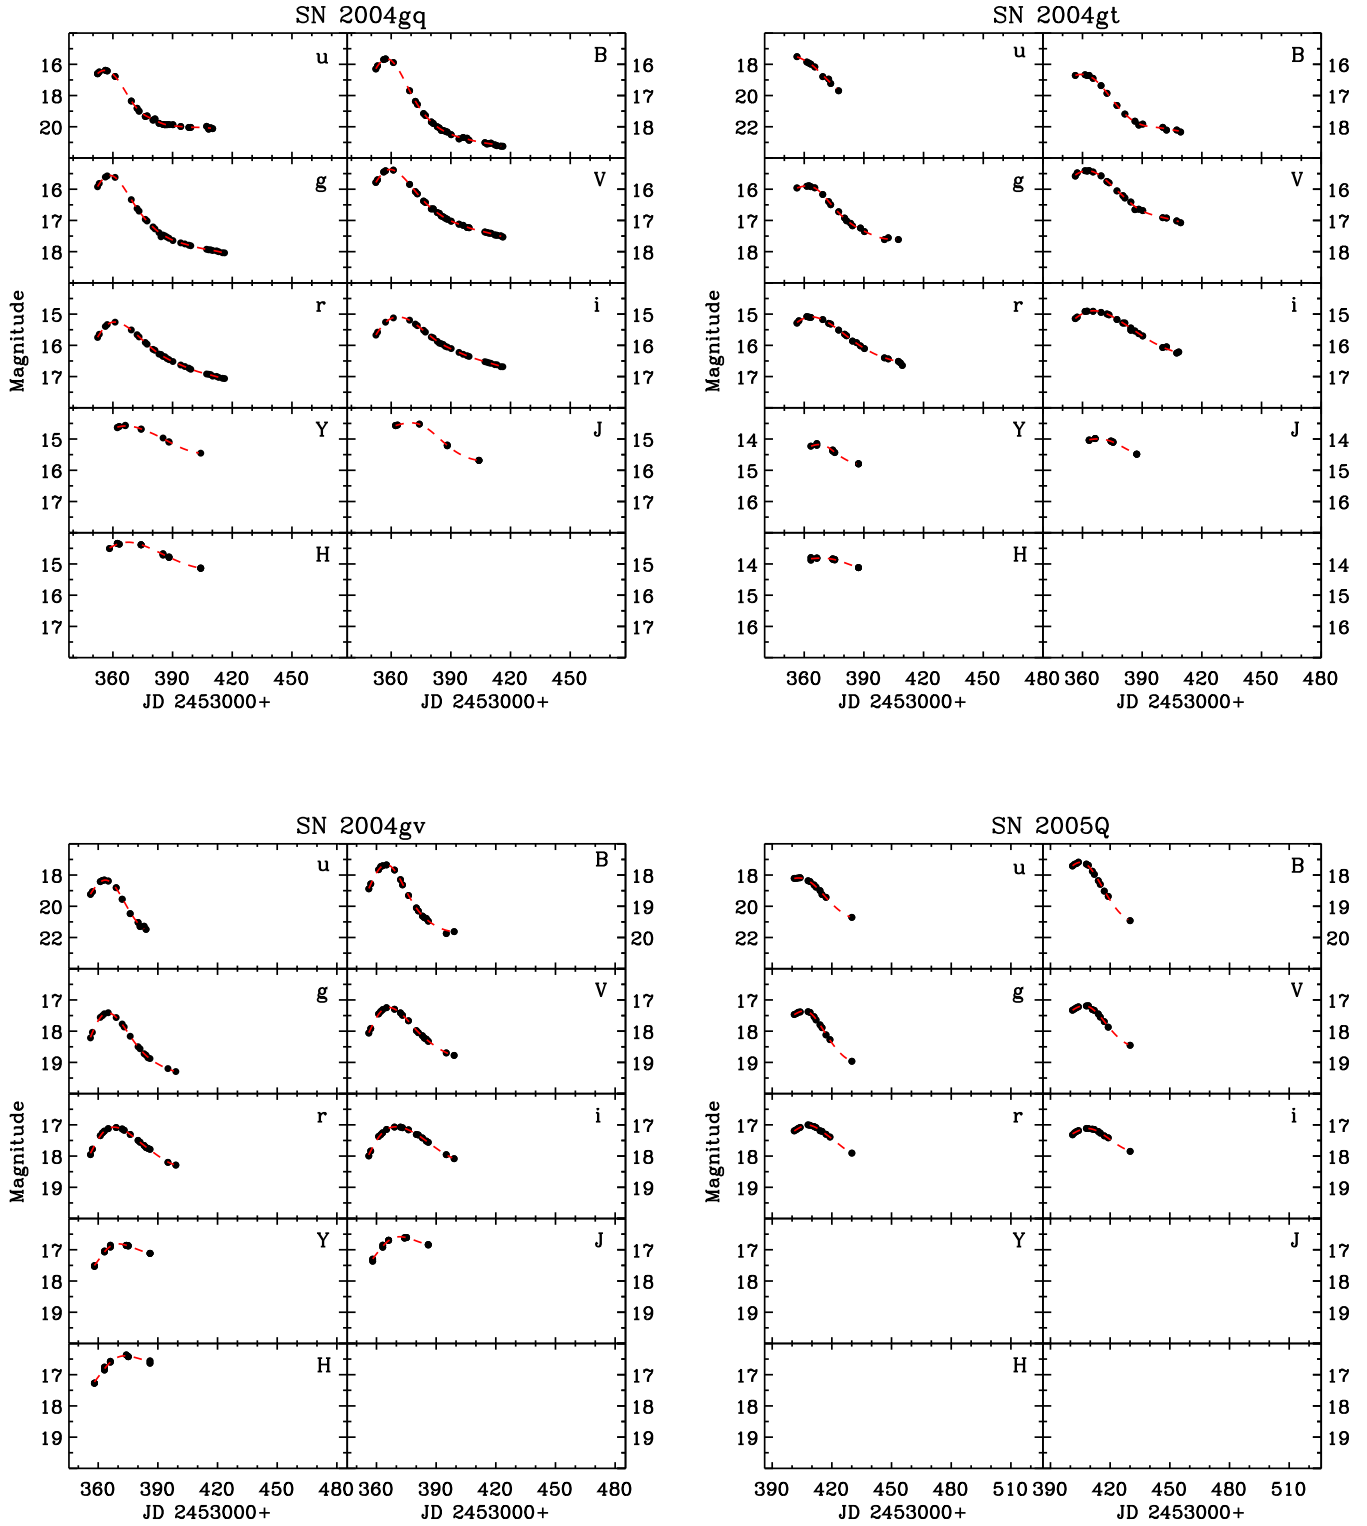 SN 2004gq
SN 2004gt
16 18 20 u B 16 18
18 20 22 u B 16 18
16 17 18 g V 16 17 18
16 17 18 g V 16 17 18
Magnitude
15 16 17 r i 15 16 17
Magnitude
15 16 17 r i 15 16 17
15 16 17 Y J 15 16 17
14 15 16 Y J 14 15 16
15 16 17 H 15 16 17
14 15 16 H 14 15 16
360 390 420 450 360 390 420 450
360 390 420 450 480 360 390 420 450 480
JD 2453000+ JD 2453000+
JD 2453000+ JD 2453000+
SN 2004gv
SN 2005Q
18 20 22 u B 18 19 20
18 20 22 u B 18 19 20
17 18 19 g V 17 18 19
17 18 19 g V 17 18 19
Magnitude
17 18 19 r i 17 18 19
Magnitude
17 18 19 r i 17 18 19
17 18 19 Y J 17 18 19
17 18 19 Y J 17 18 19
17 18 19 H 17 18 19
17 18 19 H 17 18 19
360 390 420 450 480 360 390 420 450 480
390 420 450 480 510 390 420 450 480 510
JD 2453000+ JD 2453000+
JD 2453000+ JD 2453000+